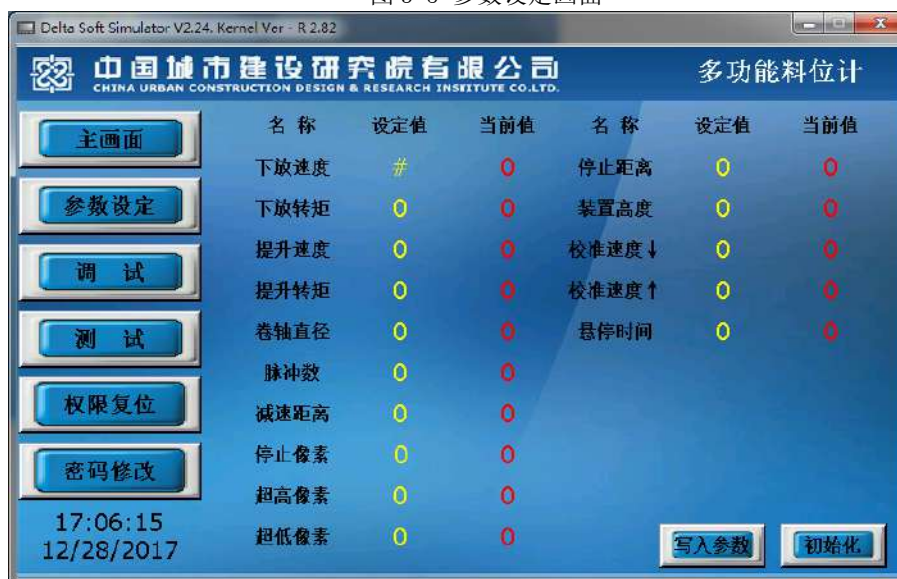 图 5-8 参数设定画面
Delta Soft Simulator V2.24. Kernel Ver - R 2.82
中国城市建设研究院有限公司
CHINA URBAN CONSTRUCTION DESIGN & RESEARCH INSTITUTE CO.LTD.
多功能料位计
主画面
参数设定
调 试
测 试
权限复位
密码修改
17:06:15
12/28/2017
名 称 设定值 当前值 名 称 设定值 当前值
下放速度 # 0 停止距离 0 0
下放转矩 0 0 装置高度 0 0
提升速度 0 0 校准速度↓ 0 0
提升转矩 0 0 校准速度↑ 0 0
卷轴直径 0 0 悬停时间 0 0
脉冲数 0 0
减速距离 0 0
停止像素 0 0
超高像素 0 0
超低像素 0 0
写入参数 初始化